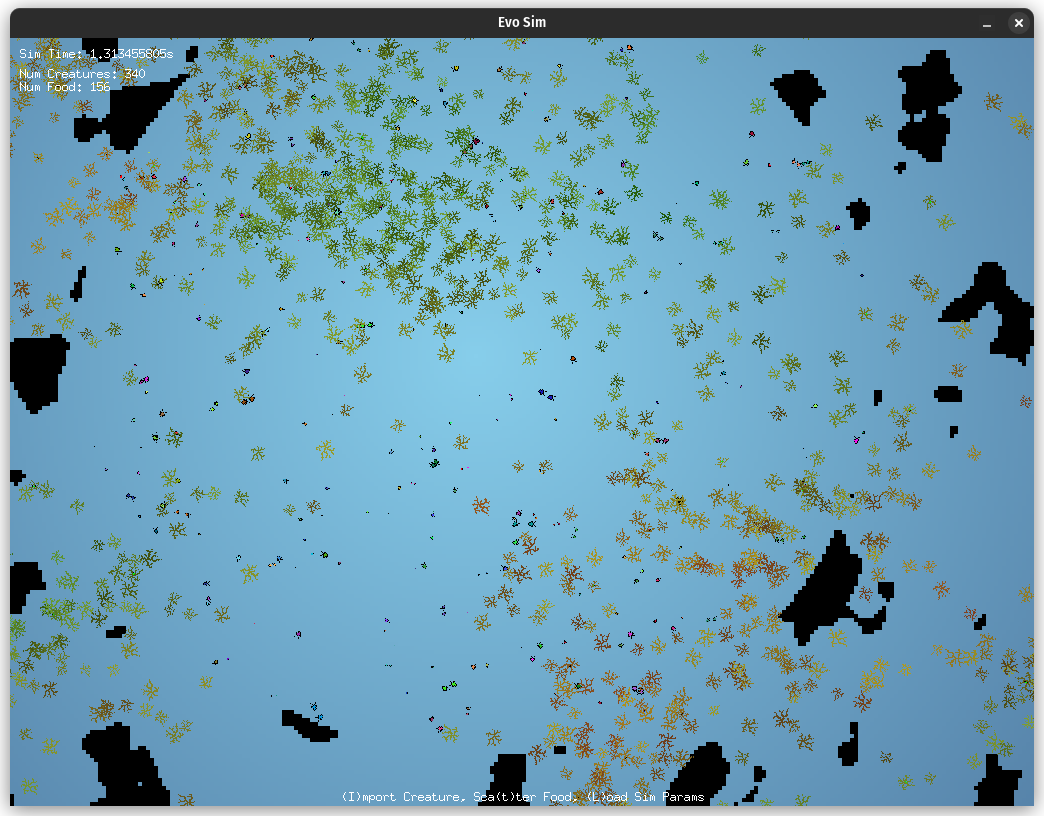 Evo Sim
Sim Time: 1.313455805s
Num Creatures: 340
Num Food: 156
(I)mport Creature, Sca(t)ter Food, (L)oad Sim Params